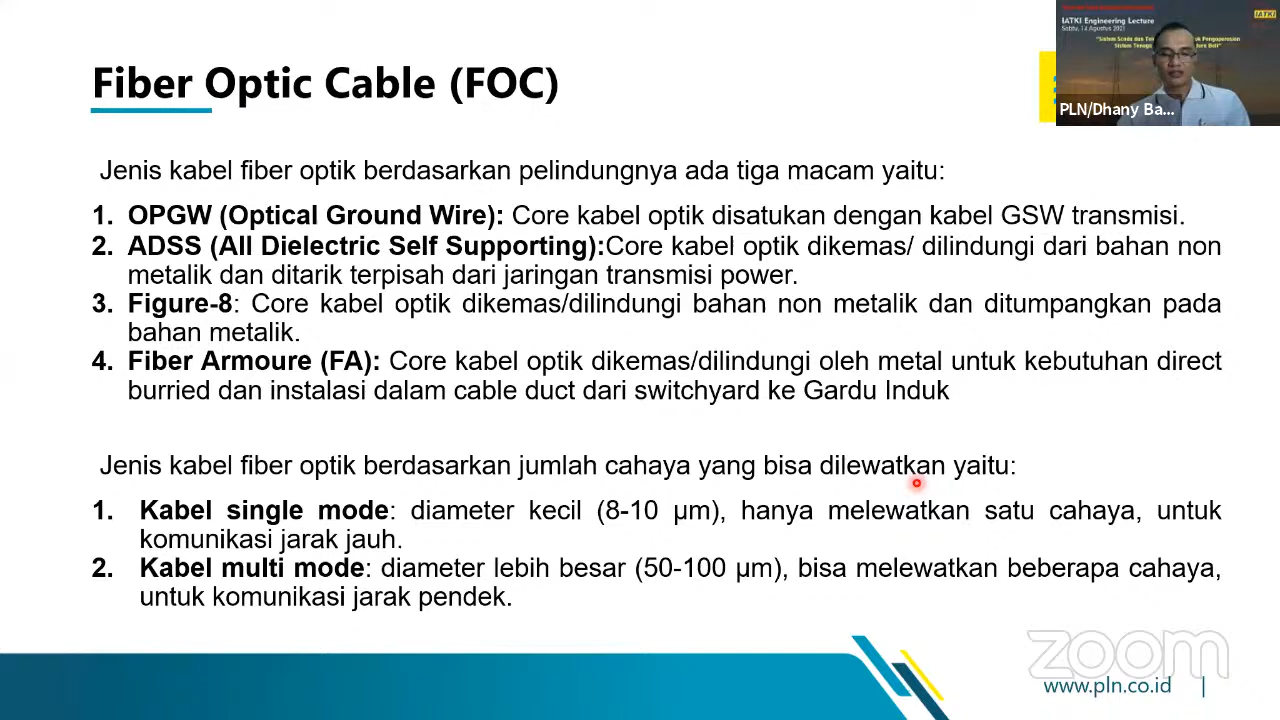 IATKI Engineering Lecture
IATKI
Sabtu, 14 Agustus 2021
Fiber Optic Cable (FOC)
PLN/Dhany Ba...
Jenis kabel fiber optik berdasarkan pelindungnya ada tiga macam yaitu:
1. OPGW (Optical Ground Wire): Core kabel optik disatukan dengan kabel GSW transmisi.
2. ADSS (All Dielectric Self Supporting):Core kabel optik dikemas/ dilindungi dari bahan non
metalik dan ditarik terpisah dari jaringan transmisi power.
3. Figure-8: Core kabel optik dikemas/dilindungi bahan non metalik dan ditumpangkan pada
bahan metalik.
4. Fiber Armoure (FA): Core kabel optik dikemas/dilindungi oleh metal untuk kebutuhan direct
burried dan instalasi dalam cable duct dari switchyard ke Gardu Induk
Jenis kabel fiber optik berdasarkan jumlah cahaya yang bisa dilewatkan yaitu:
1. Kabel single mode: diameter kecil (8-10 µm), hanya melewatkan satu cahaya, untuk
komunikasi jarak jauh.
2. Kabel multi mode: diameter lebih besar (50-100 µm), bisa melewatkan beberapa cahaya,
untuk komunikasi jarak pendek.
zoom
www.pln.co.id |